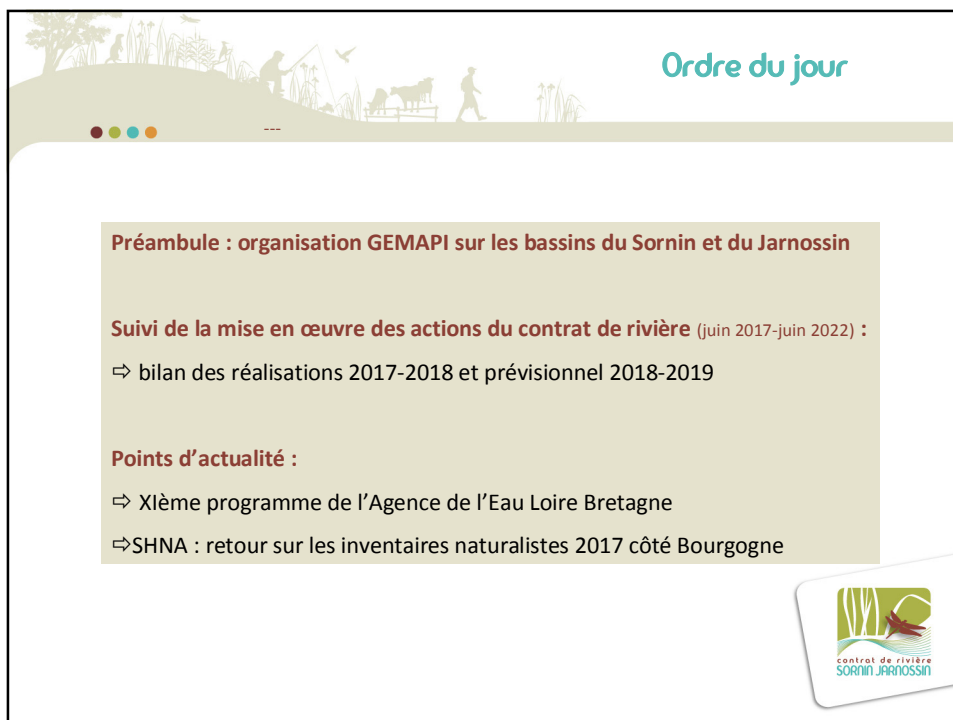 Ordre du jour
---
Préambule : organisation GEMAPI sur les bassins du Sornin et du Jarnossin
Suivi de la mise en œuvre des actions du contrat de rivière (juin 2017-juin 2022) :
⇨ bilan des réalisations 2017-2018 et prévisionnel 2018-2019
Points d’actualité :
⇨ XIème programme de l’Agence de l’Eau Loire Bretagne
⇨SHNA : retour sur les inventaires naturalistes 2017 côté Bourgogne
contrat de rivière
SORNIN JARNOSSIN